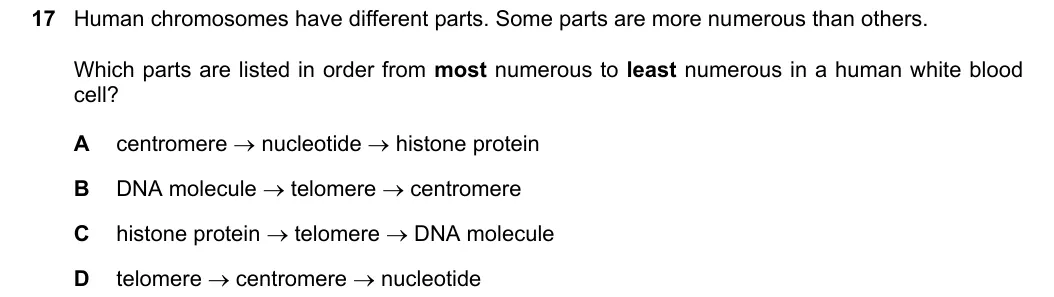 17 Human chromosomes have different parts. Some parts are more numerous than others.
Which parts are listed in order from most numerous to least numerous in a human white blood
cell?
A centromere → nucleotide → histone protein
B DNA molecule → telomere → centromere
C histone protein → telomere → DNA molecule
D telomere → centromere → nucleotide